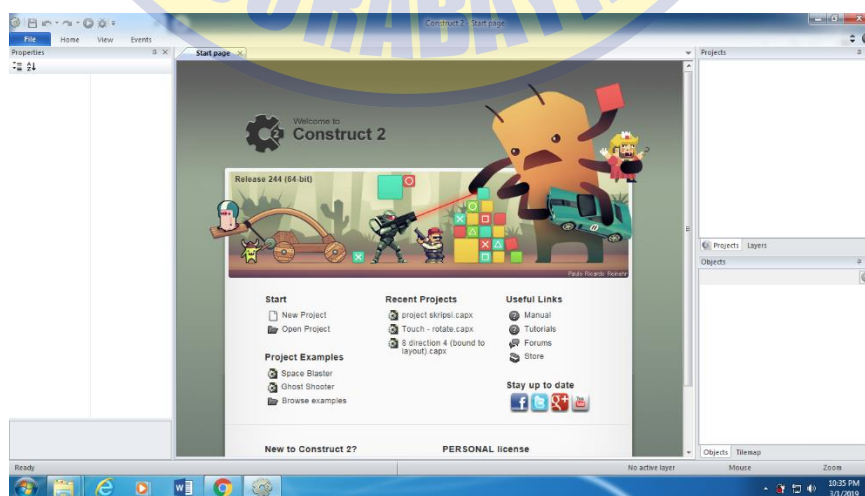 SURABAYA
Construct 2 - Start page
File Home View Events
Properties
Start page
Projects
Welcome to
Construct 2
Release 244 (64-bit)
Paulo Ricardo Reinehr
Projects Layers
Objects
Start
New Project
Open Project
Project Examples
Space Blaster
Ghost Shooter
Browse examples
Recent Projects
project skripsi.capx
Touch - rotate.capx
8 direction 4 (bound to
layout).capx
Useful Links
Manual
Tutorials
Forums
Store
Stay up to date
New to Construct 2?
PERSONAL license
Objects Tilemap
Ready
No active layer
Mouse
Zoom
10:35 PM
3/1/2019